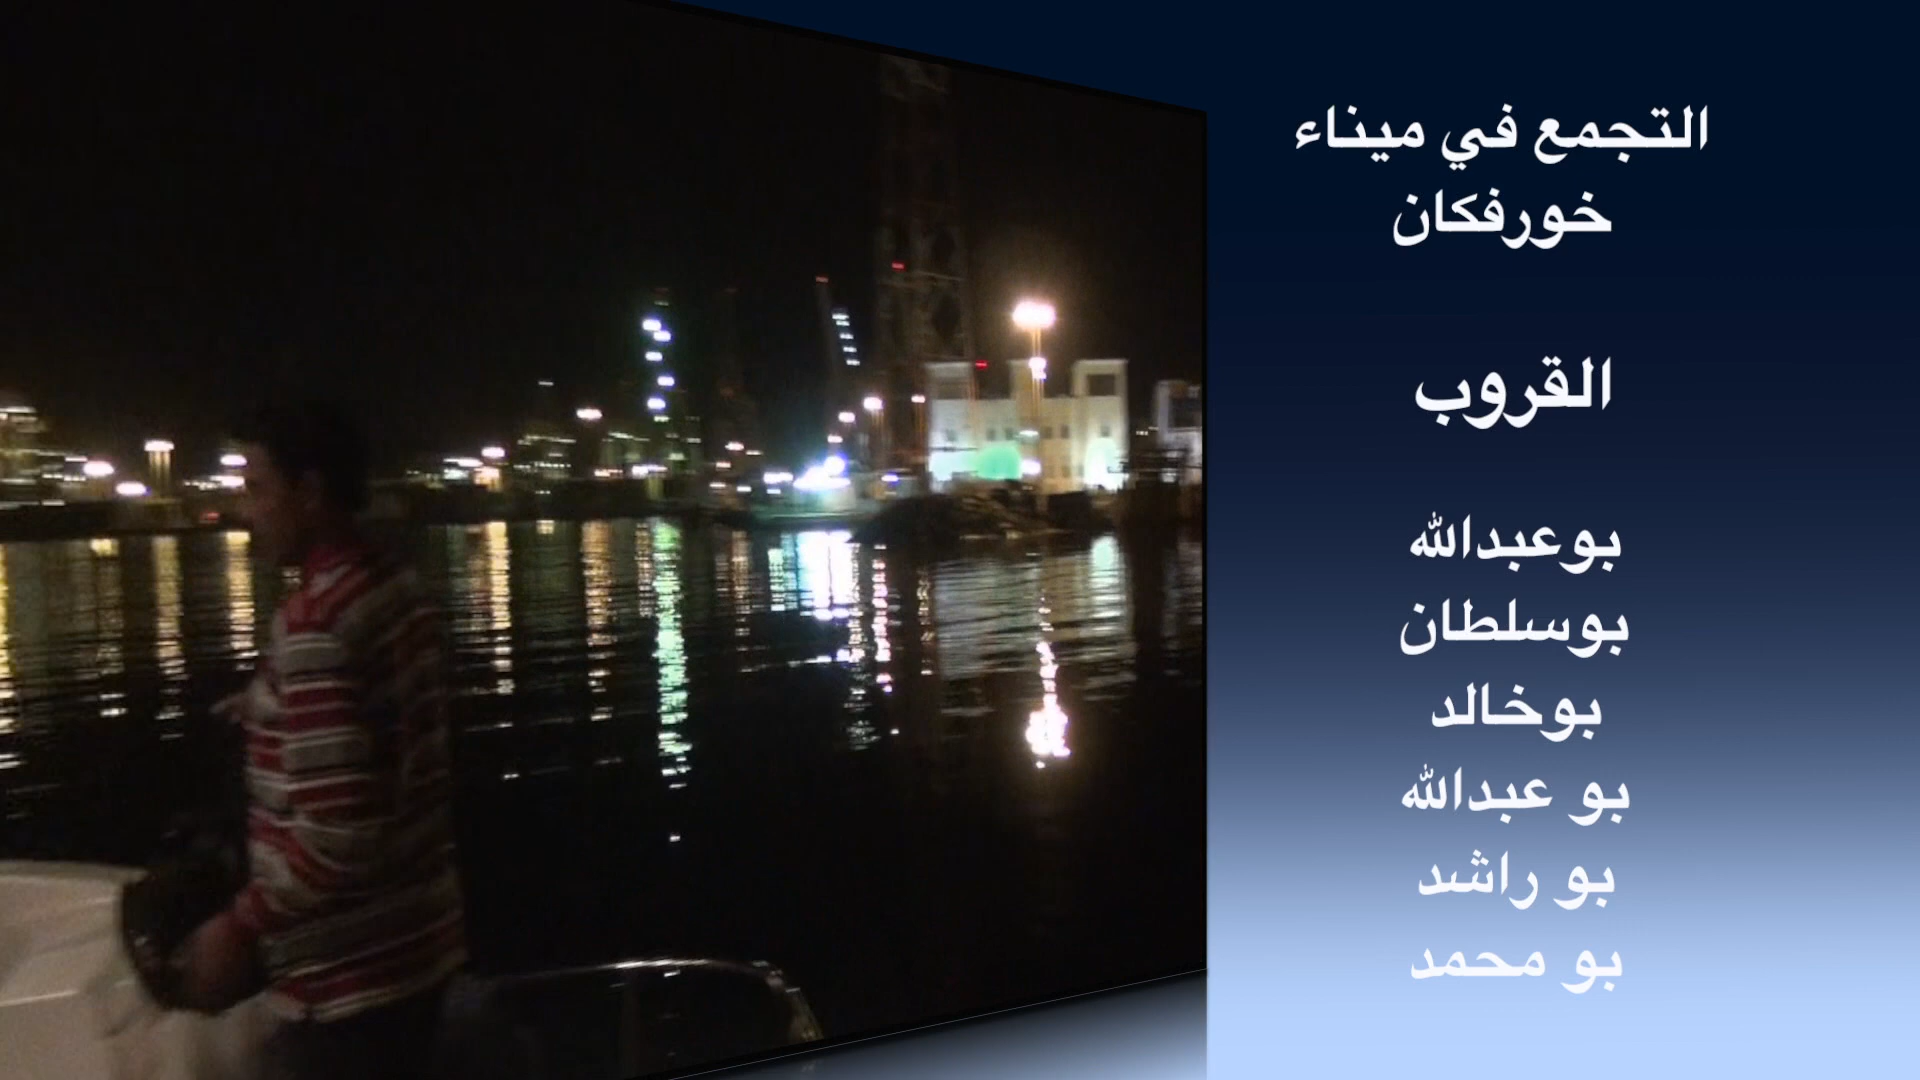 التجمع في ميناء
خورفكان
القروب
بوعبدالله
بوسلطان
بوخالد
بو عبدالله
بو راشد
بو محمد